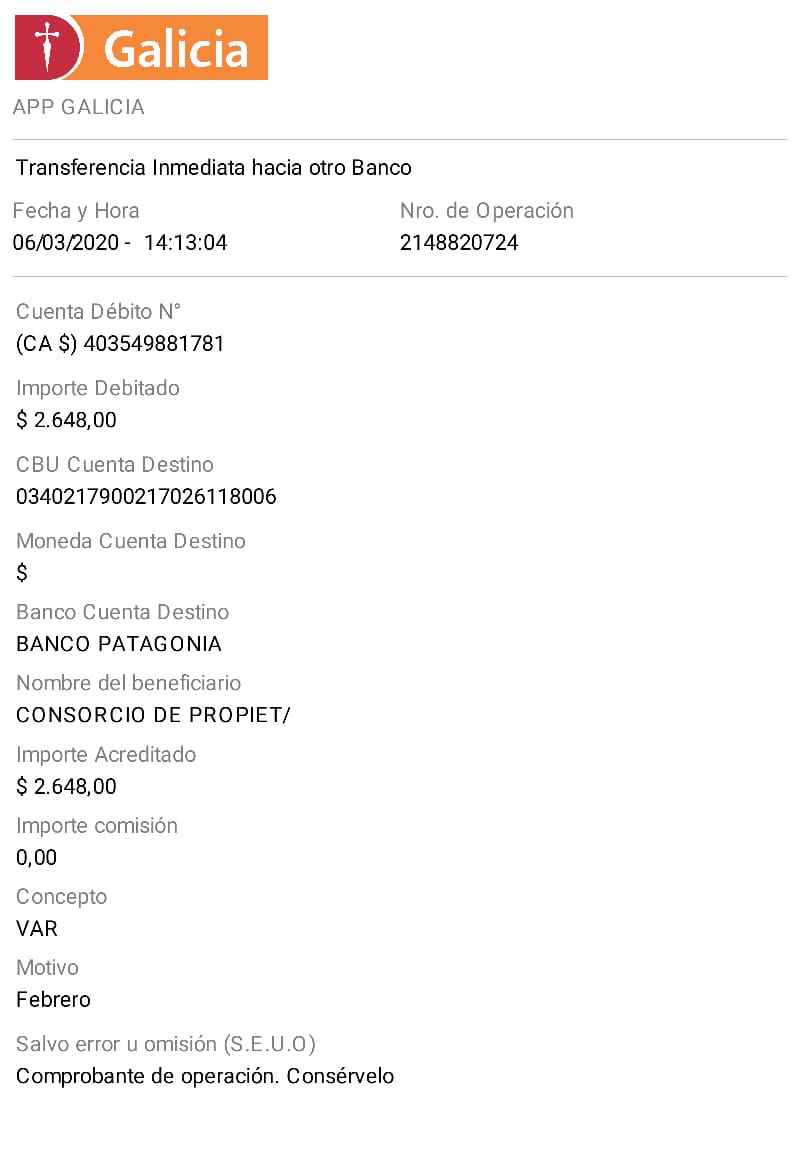 Galicia
APP GALICIA
Transferencia Inmediata hacia otro Banco
Fecha y Hora Nro. de Operación
06/03/2020 - 14:13:04 2148820724
Cuenta Débito N°
(CA $) 403549881781
Importe Debitado
$ 2.648,00
CBU Cuenta Destino
0340217900217026118006
Moneda Cuenta Destino
$
Banco Cuenta Destino
BANCO PATAGONIA
Nombre del beneficiario
CONSORCIO DE PROPIET/
Importe Acreditado
$ 2.648,00
Importe comisión
0,00
Concepto
VAR
Motivo
Febrero
Salvo error u omisión (S.E.U.O)
Comprobante de operación. Consérvelo